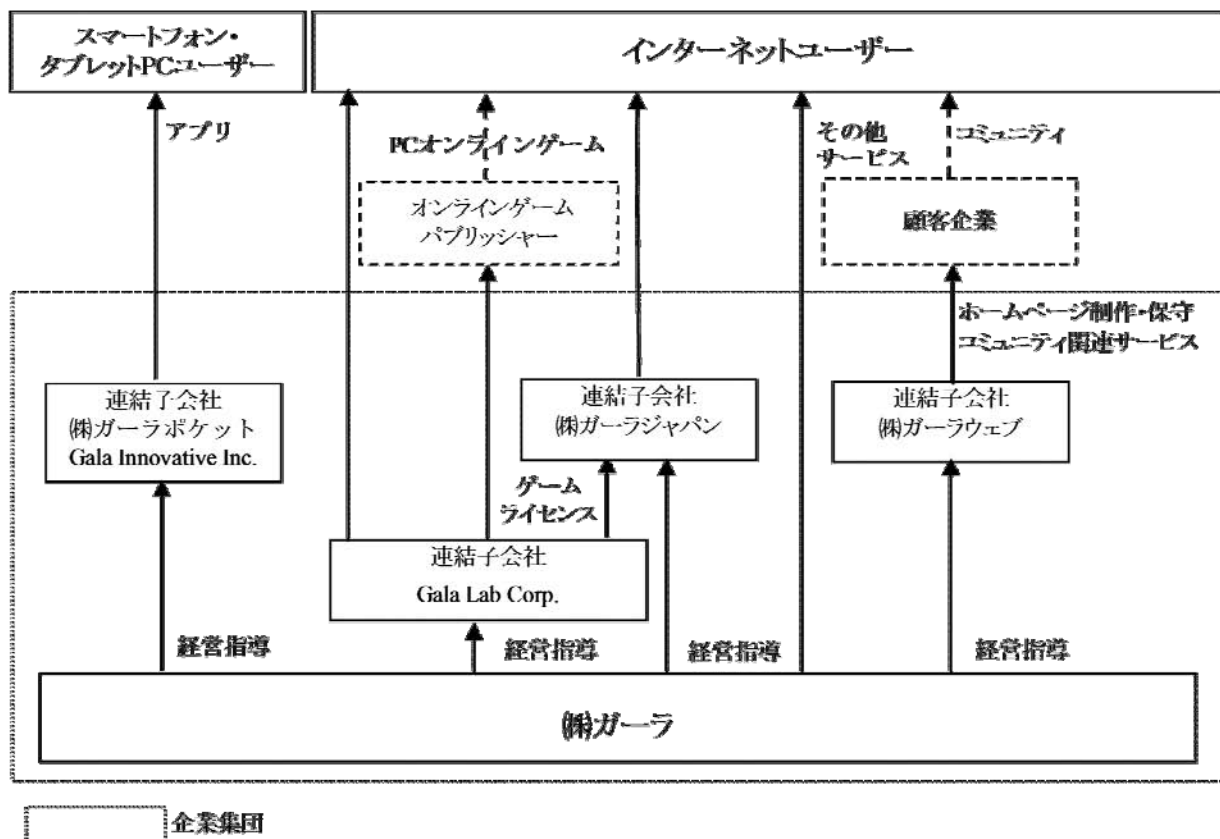 スマートフォン・
タブレットPCユーザー
インターネットユーザー
アプリ
PCオンラインゲーム
その他
サービス
コミュニティ
オンラインゲーム
パブリッシャー
顧客企業
ホームページ制作・保守
コミュニティ関連サービス
連結子会社
㈱ガーラポケット
Gala Innovative Inc.
連結子会社
㈱ガーラジャパン
連結子会社
㈱ガーラウェブ
ゲーム
ライセンス
連結子会社
Gala Lab Corp.
経営指導
経営指導
経営指導
経営指導
㈱ガーラ
企業集団